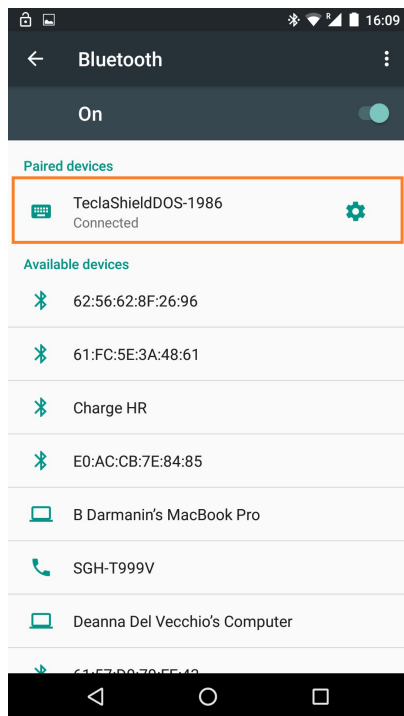 R 16:09
Bluetooth
On
Paired devices
TeclaShieldDOS-1986
Connected
Available devices
62:56:62:8F:26:96
61:FC:5E:3A:48:61
Charge HR
E0:AC:CB:7E:84:85
B Darmanin’s MacBook Pro
SGH-T999V
Deanna Del Vecchio’s Computer